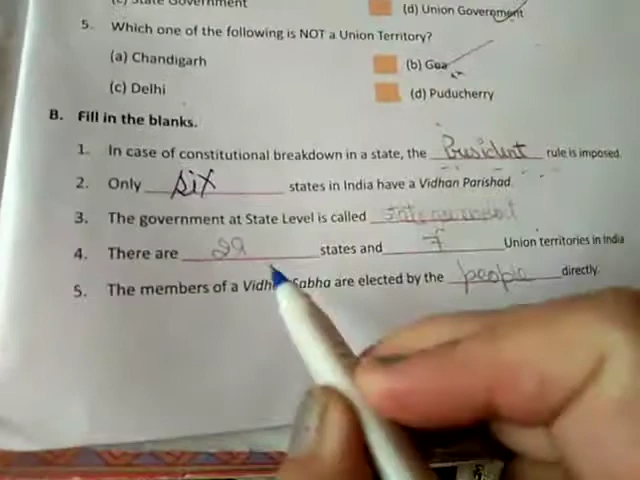 (c) State Government
(d) Union Government
5. Which one of the following is NOT a Union Territory?
(a) Chandigarh
(b) Goa
(c) Delhi
(d) Puducherry
B. Fill in the blanks.
1. In case of constitutional breakdown in a state, the President rule is imposed.
2. Only six states in India have a Vidhan Parishad.
3. The government at State Level is called
4. There are 29 states and 7 Union territories in India
5. The members of a Vidhan Sabha are elected by the people directly.